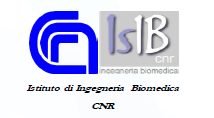 IsIB
cnr
ingegneria biomedica
Istituto di Ingegneria Biomedica
CNR